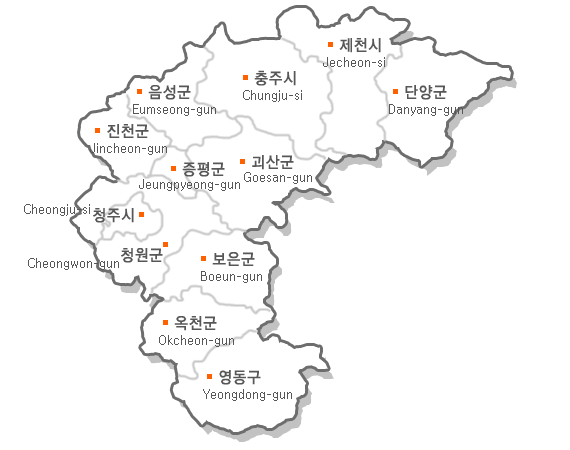 제천시
Jecheon-si
충주시
Chungju-si
단양군
Danyang-gun
음성군
Eumseong-gun
진천군
Jincheon-gun
증평군
Jeungpyeong-gun
괴산군
Goesan-gun
Cheongju-si
청주시
청원군
Cheongwon-gun
보은군
Boeun-gun
옥천군
Okcheon-gun
영동구
Yeongdong-gun